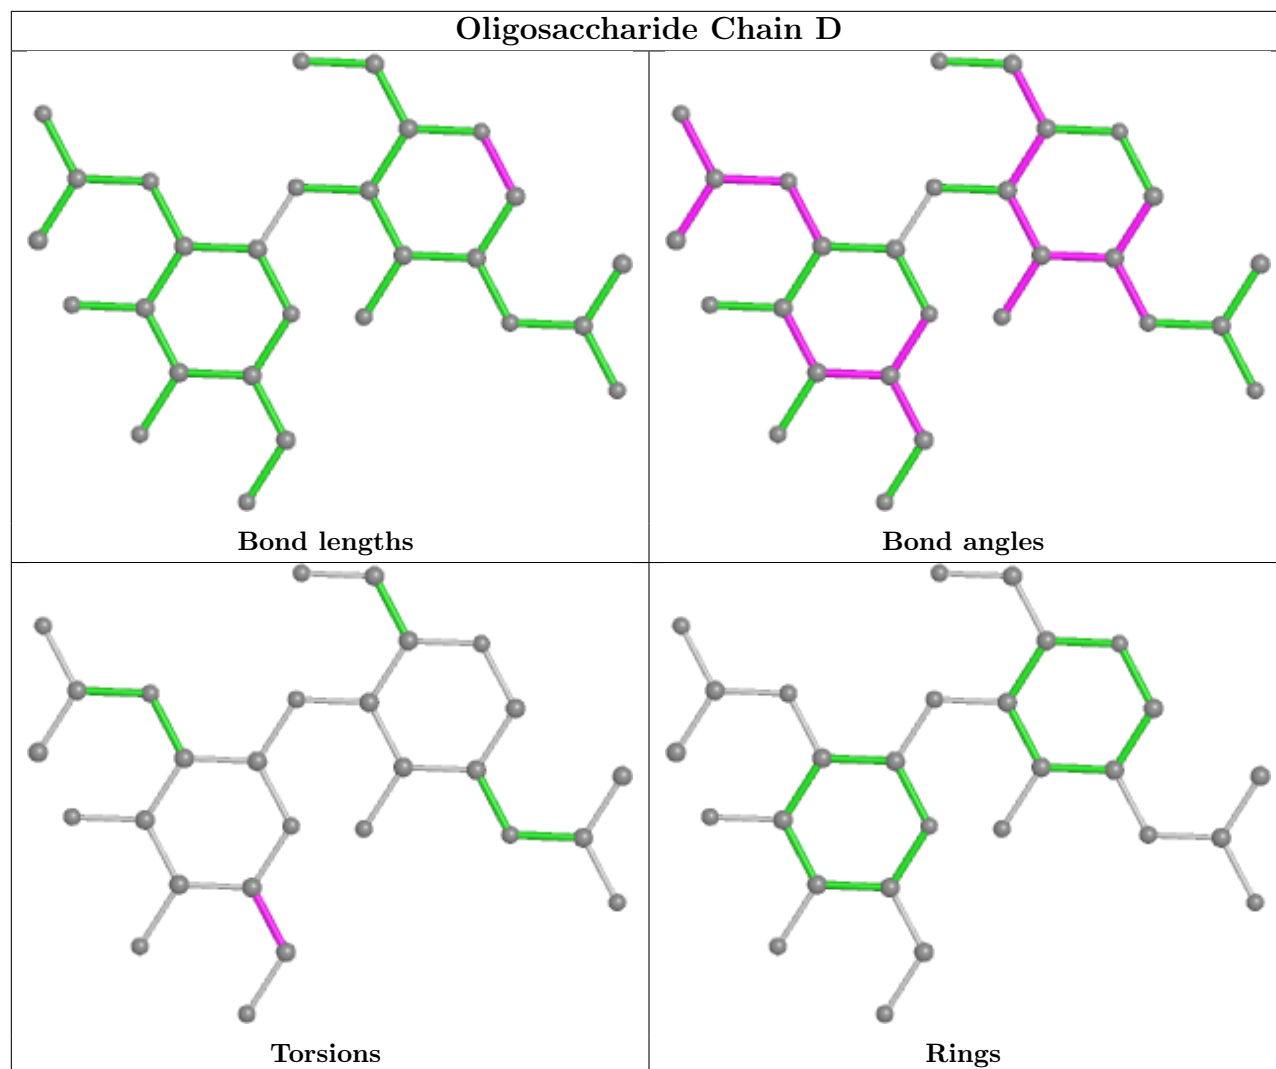 Oligosaccharide Chain D
Bond lengths
Bond angles
Torsions
Rings